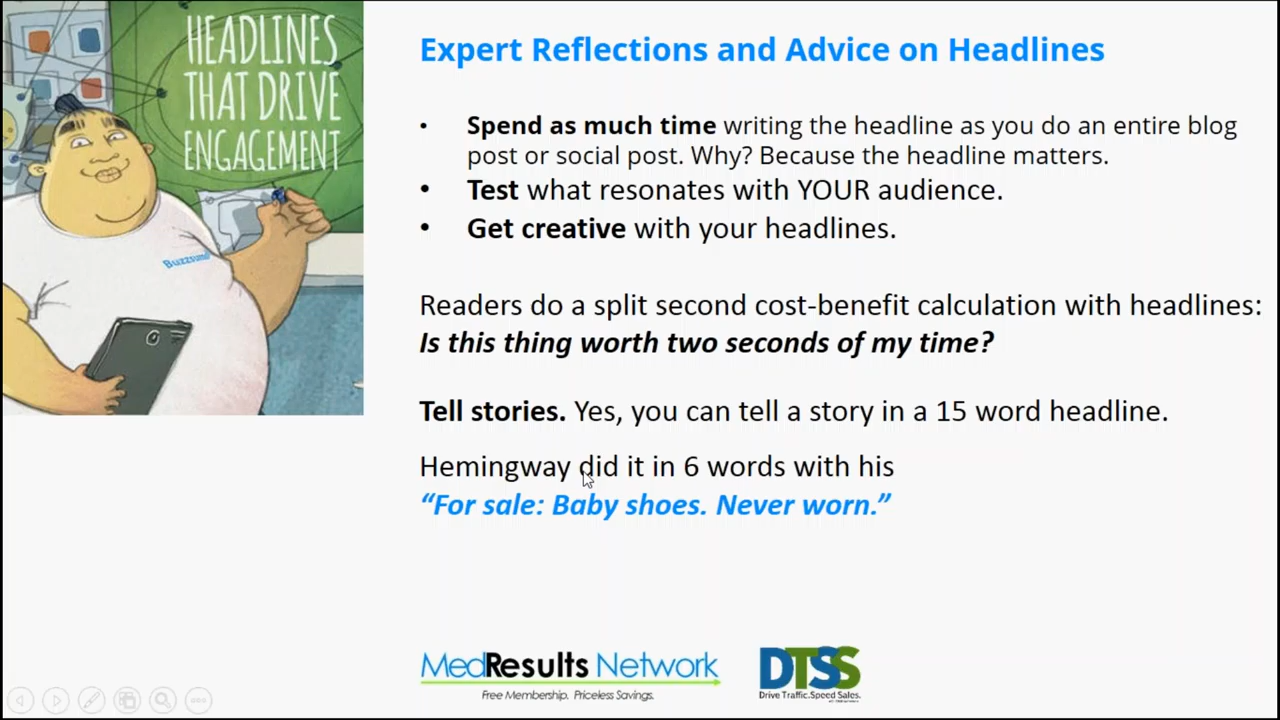 HEADLINES
THAT DRIVE
ENGAGEMENT
Buzzsumo
Expert Reflections and Advice on Headlines
• Spend as much time writing the headline as you do an entire blog
post or social post. Why? Because the headline matters.
• Test what resonates with YOUR audience.
• Get creative with your headlines.
Readers do a split second cost-benefit calculation with headlines:
Is this thing worth two seconds of my time?
Tell stories. Yes, you can tell a story in a 15 word headline.
Hemingway did it in 6 words with his
“For sale: Baby shoes. Never worn.”
MedResults Network
Free Membership. Priceless Savings.
DTSS
Drive Traffic.Speed Sales.